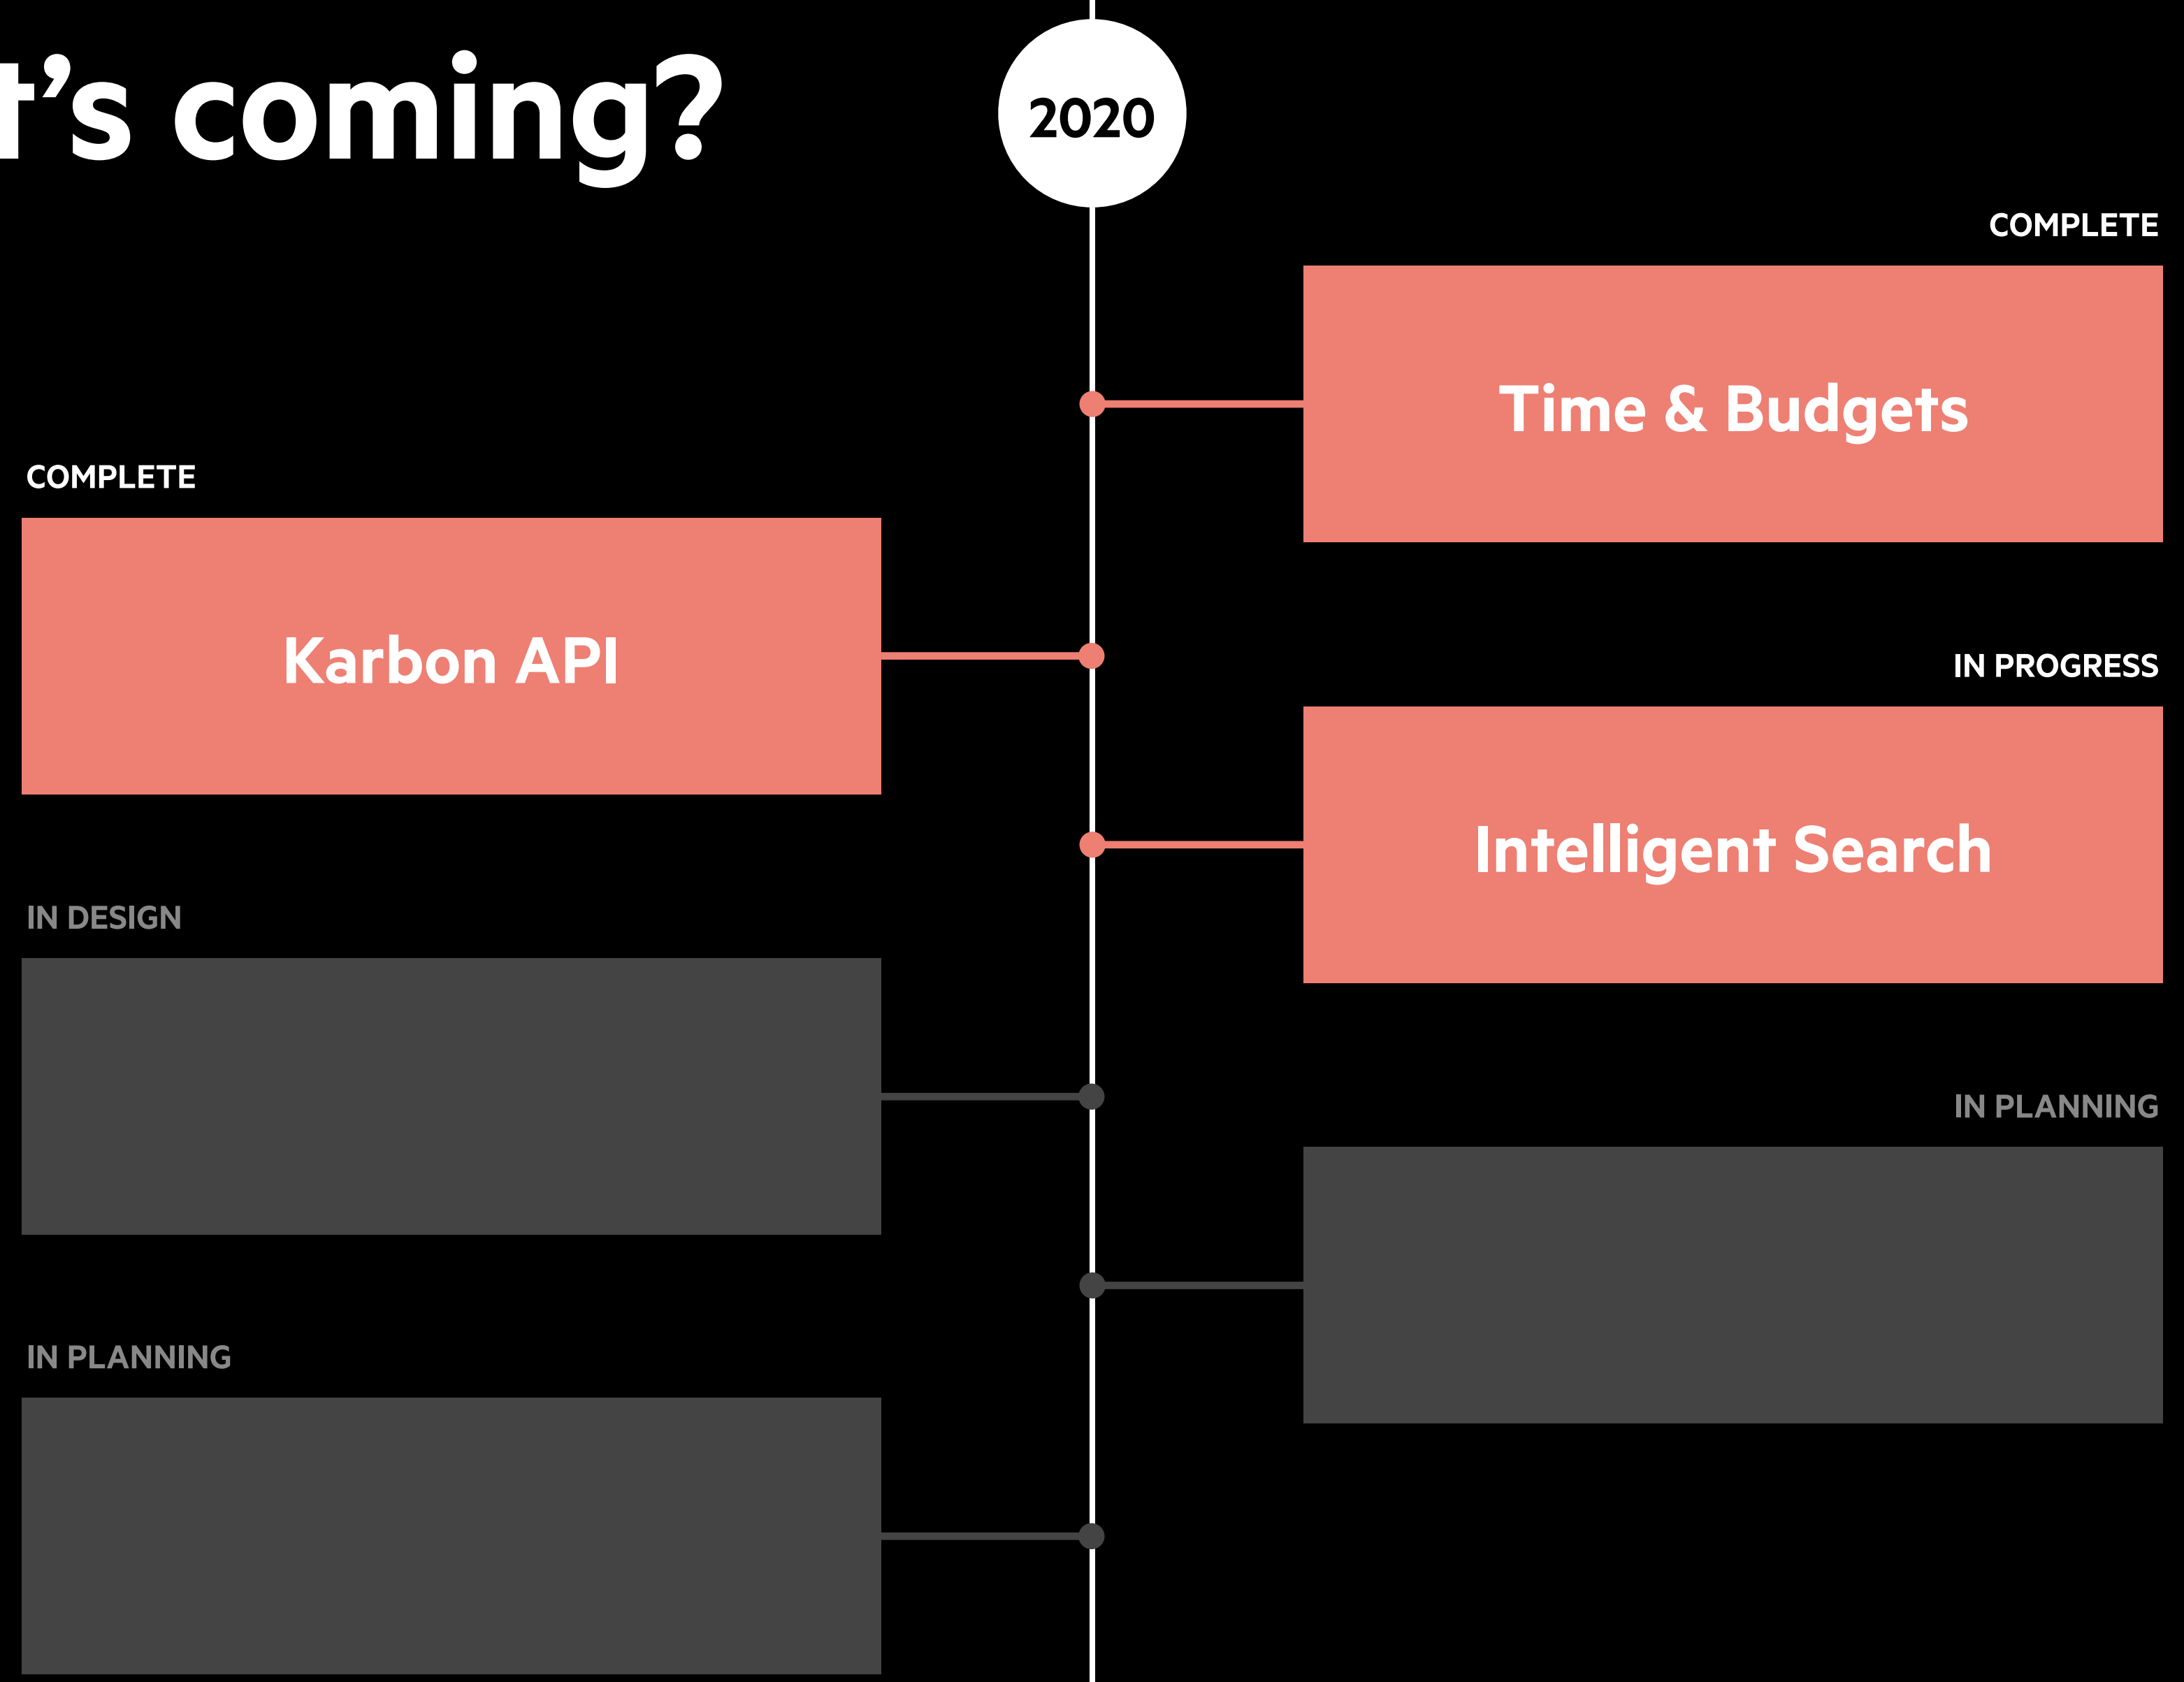 t’s coming?
2020
COMPLETE
Time & Budgets
COMPLETE
Karbon API
IN PROGRESS
Intelligent Search
IN DESIGN
IN PLANNING
IN PLANNING